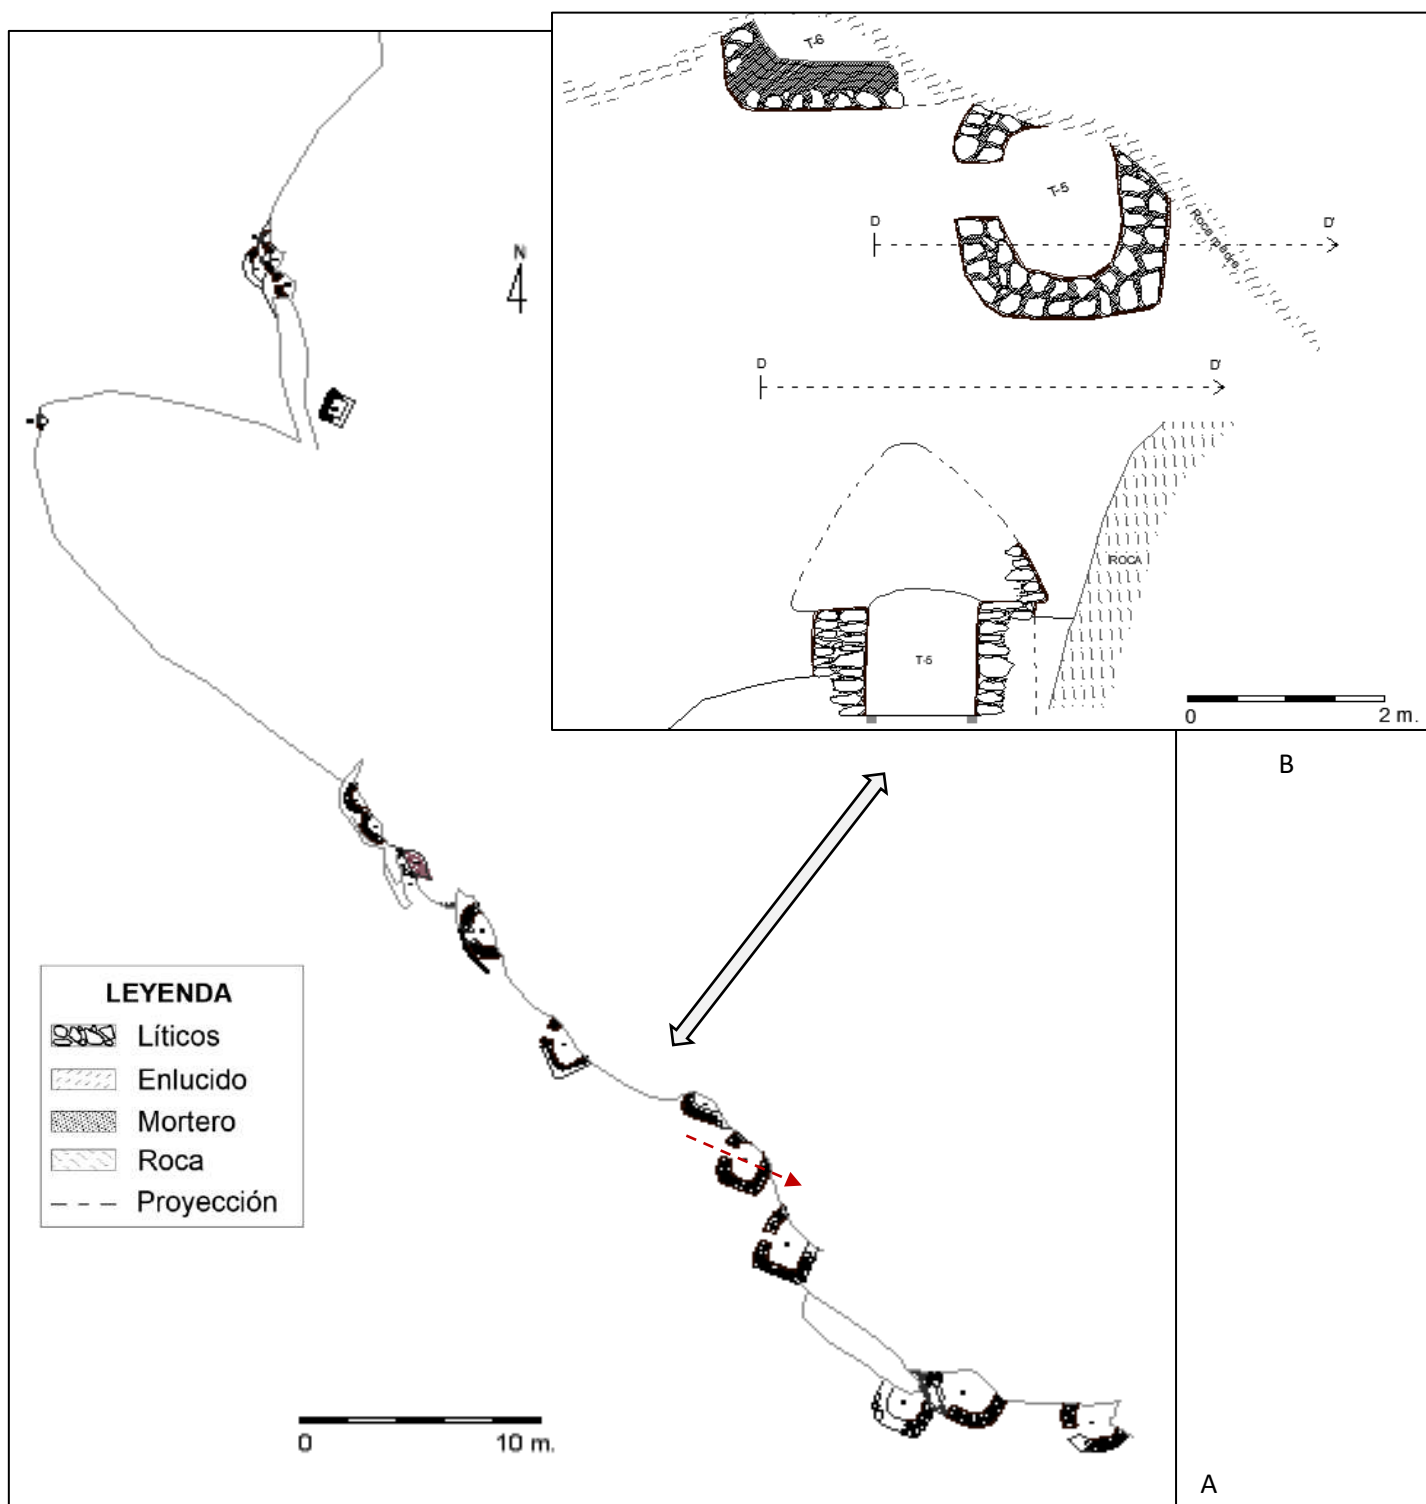 T-6
T-5
Roca madre
D
D'
D
D'
ROCA
T-5
0
2 m.
B
N
LEYENDA
Líticos
Enlucido
Mortero
Roca
Proyección
0
10 m.
A